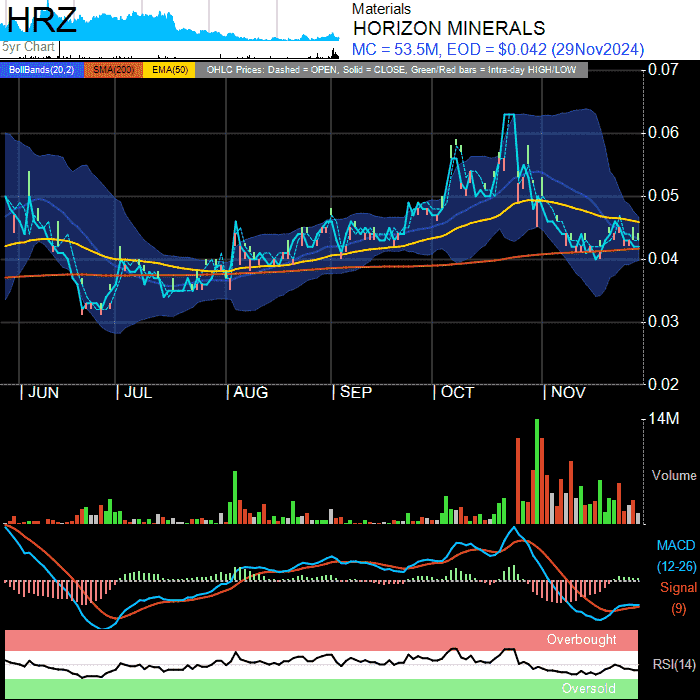 HRZ
5yr Chart
Materials
HORIZON MINERALS
MC = 53.5M, EOD = $0.042 (29Nov2024)
BollBands(20,2) SMA(200) EMA(50) OHLC Prices: Dashed = OPEN, Solid = CLOSE, Green/Red bars = Intra-day HIGH/LOW
0.07
0.06
0.05
0.04
0.03
0.02
| JUN | JUL | AUG | SEP | OCT | NOV
14M
Volume
MACD
(12-26)
Signal
(9)
Overbought
RSI(14)
Oversold